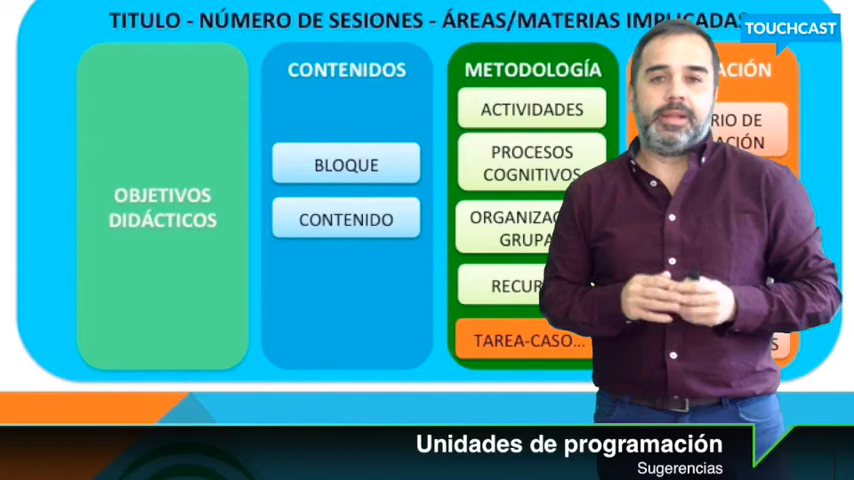 TITULO - NÚMERO DE SESIONES - ÁREAS/MATERIAS IMPLICADAS
TOUCHCAST
OBJETIVOS
DIDÁCTICOS
CONTENIDOS
BLOQUE
CONTENIDO
METODOLOGÍA
ACTIVIDADES
PROCESOS
COGNITIVOS
TAREA-CASO...
Unidades de programación
Sugerencias